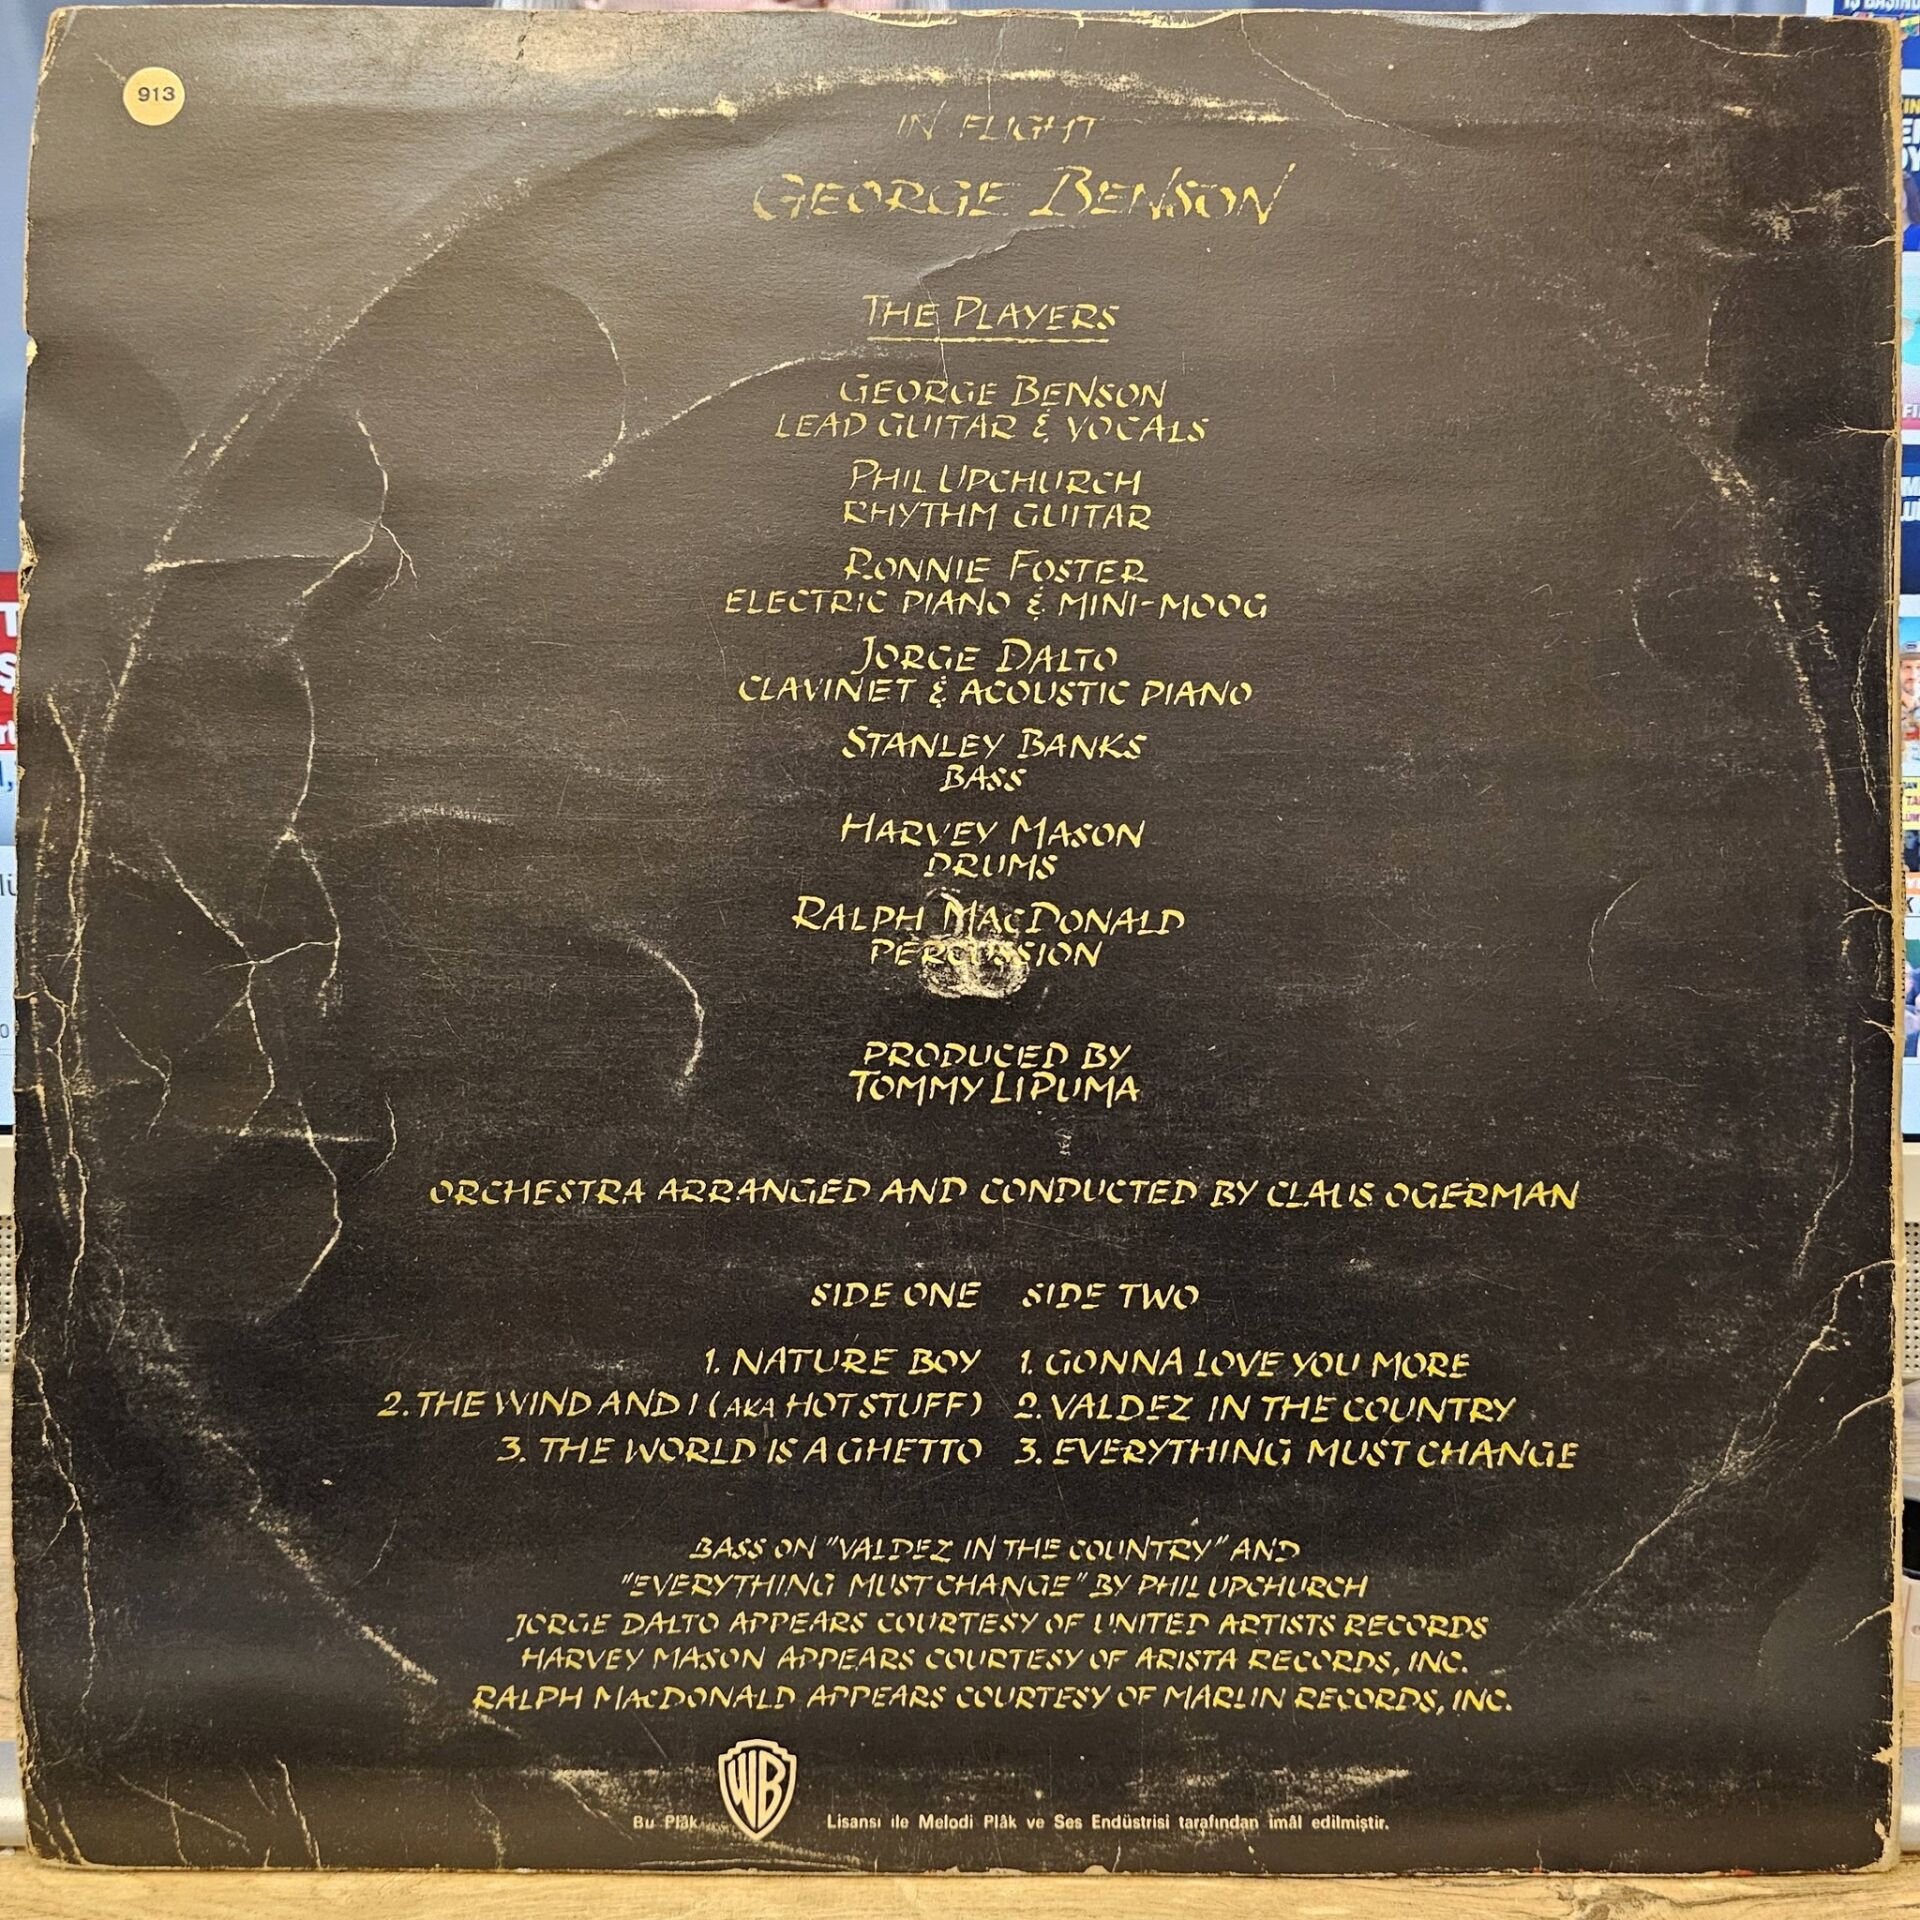 913
IN FLIGHT
GEORGE BENSON
THE PLAYERS
GEORGE BENSON
LEAD GUITAR & VOCALS
PHIL UPCHURCH
RHYTHM GUITAR
RONNIE FOSTER
ELECTRIC PIANO & MINI-MOOG
JORGE DALTO
CLAVINET & ACOUSTIC PIANO
STANLEY BANKS
BASS
HARVEY MASON
DRUMS
RALPH MACDONALD
PERCUSSION
PRODUCED BY
TOMMY LIPUMA
ORCHESTRA ARRANGED AND CONDUCTED BY CLAUS OGERMAN
SIDE ONE
1. NATURE BOY
2. THE WIND AND I (AKA HOT STUFF)
3. THE WORLD IS A GHETTO
SIDE TWO
1. GONNA LOVE YOU MORE
2. VALDEZ IN THE COUNTRY
3. EVERYTHING MUST CHANGE
BASS ON "VALDEZ IN THE COUNTRY" AND
"EVERYTHING MUST CHANGE" BY PHIL UPCHURCH
JORGE DALTO APPEARS COURTESY OF UNITED ARTISTS RECORDS
HARVEY MASON APPEARS COURTESY OF ARISTA RECORDS, INC.
RALPH MACDONALD APPEARS COURTESY OF MARLIN RECORDS, INC.
Bu Plâk WB Lisansı ile Melodi Plâk ve Ses Endüstrisi tarafından imâl edilmiştir.